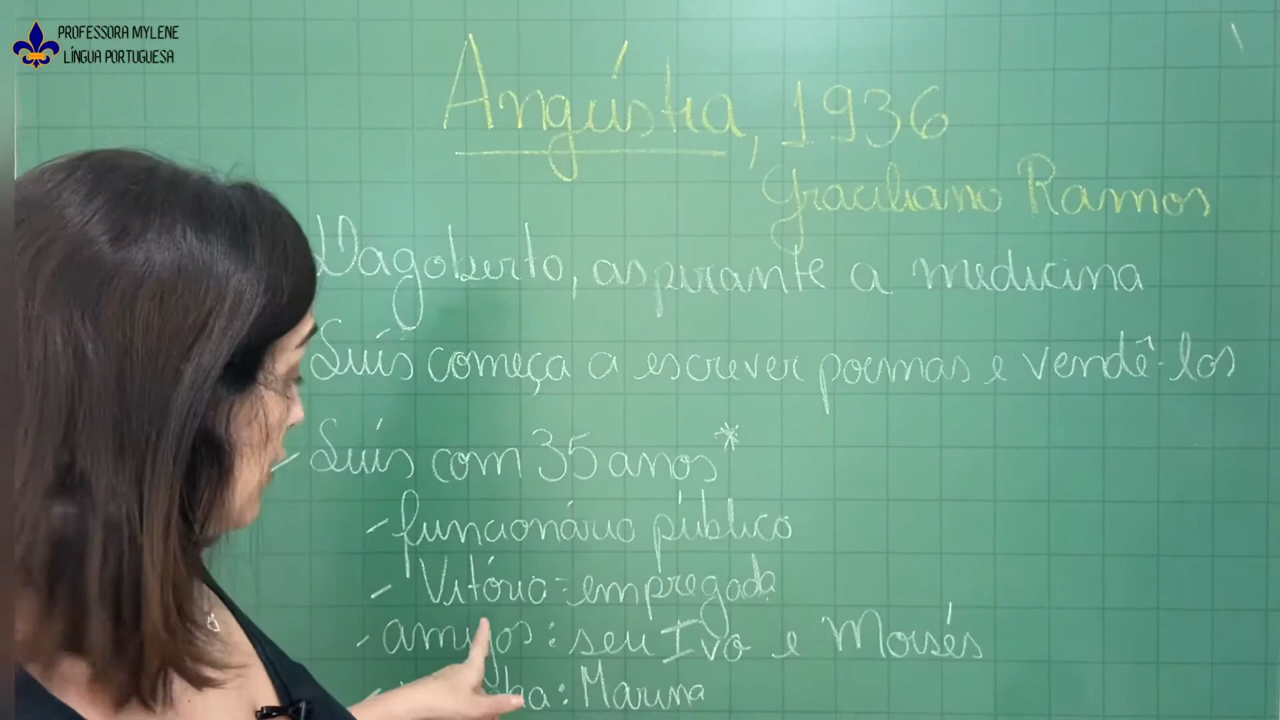 PROFESSORA MYLENE
LÍNGUA PORTUGUESA
Angústia, 1936
Graciliano Ramos
Dagoberto, aspirante a medicina
Luís começa a escrever poemas e vendê-los
- Luís com 35 anos*
- funcionário público
- Vitória: empregada
- amigos: seu Ivo e Moisés
: Marina